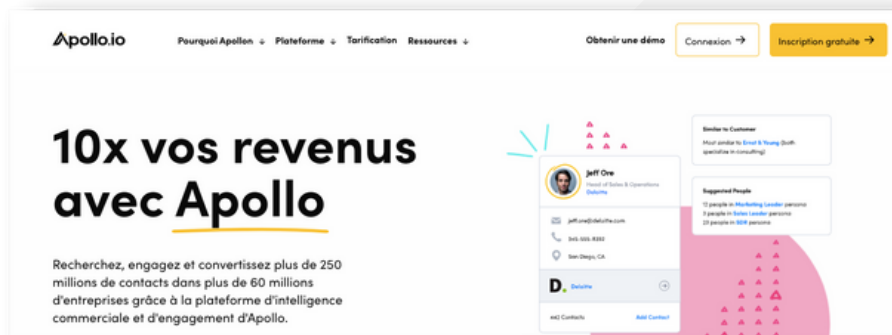 Apollo.io
Pourquoi Apollon ↓ Plateforme ↓ Tarification Ressources ↓
Obtenir une démo
Connexion →
Inscription gratuite →
10x vos revenus
avec Apollo
Recherchez, engagez et convertissez plus de 250
millions de contacts dans plus de 60 millions
d'entreprises grâce à la plateforme d'intelligence
commerciale et d'engagement d'Apollo.
Jeff Ore
Head of Sales & Operations
Deloitte
jeff.ore@deloitte.com
San Diego, CA
D. Deloitte
Contacts
Add Contact
Similar to Customer
Most similar to Ernst & Young (both
specialize in consulting)
Suggested People
12 people in Marketing Leader persona
3 people in Sales Leader persona
23 people in SDR persona